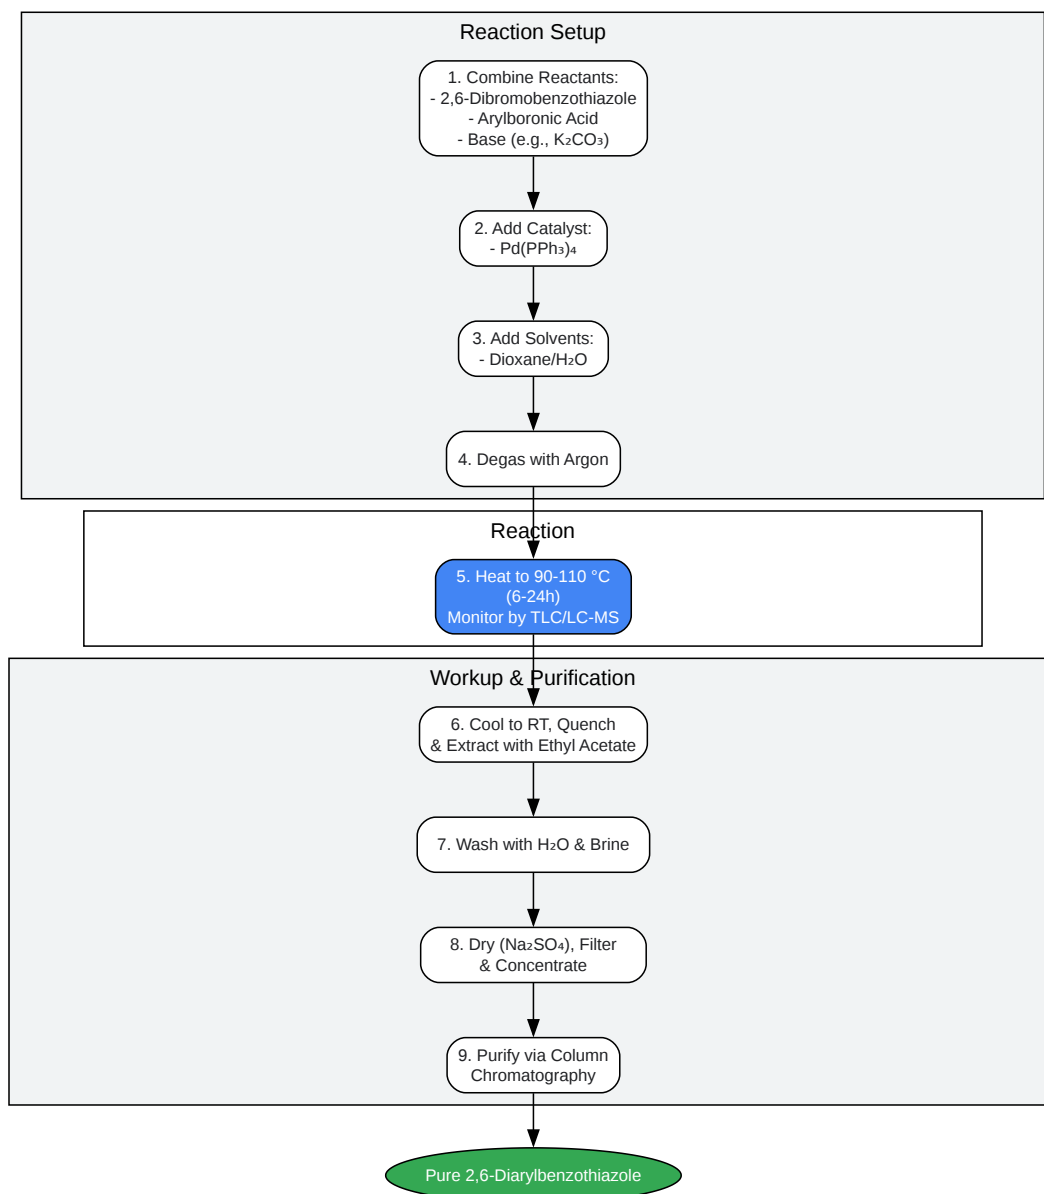 Reaction Setup
1. Combine Reactants:
- 2,6-Dibromobenzothiazole
- Arylboronic Acid
- Base (e.g., K₂CO₃)
2. Add Catalyst:
- Pd(PPh₃)₄
3. Add Solvents:
- Dioxane/H₂O
4. Degas with Argon
Reaction
5. Heat to 90-110 °C
(6-24h)
Monitor by TLC/LC-MS
Workup & Purification
6. Cool to RT, Quench
& Extract with Ethyl Acetate
7. Wash with H₂O & Brine
8. Dry (Na₂SO₄), Filter
& Concentrate
9. Purify via Column
Chromatography
Pure 2,6-Diarylbenzothiazole